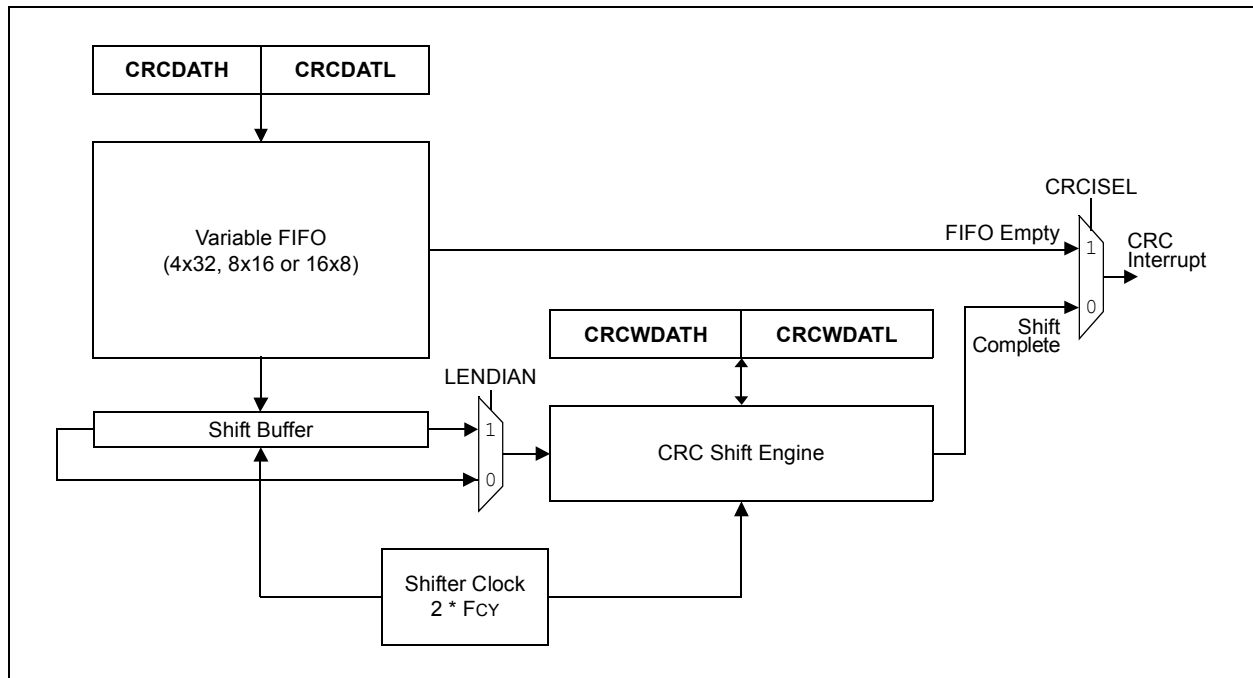 CRCDATH CRCDATL
Variable FIFO
(4x32, 8x16 or 16x8)
CRCISEL
FIFO Empty
1
CRC
Interrupt
0
Shift
Complete
CRCWDATH CRCWDATL
LENDIAN
Shift Buffer
1
0
CRC Shift Engine
Shifter Clock
2 * FCY